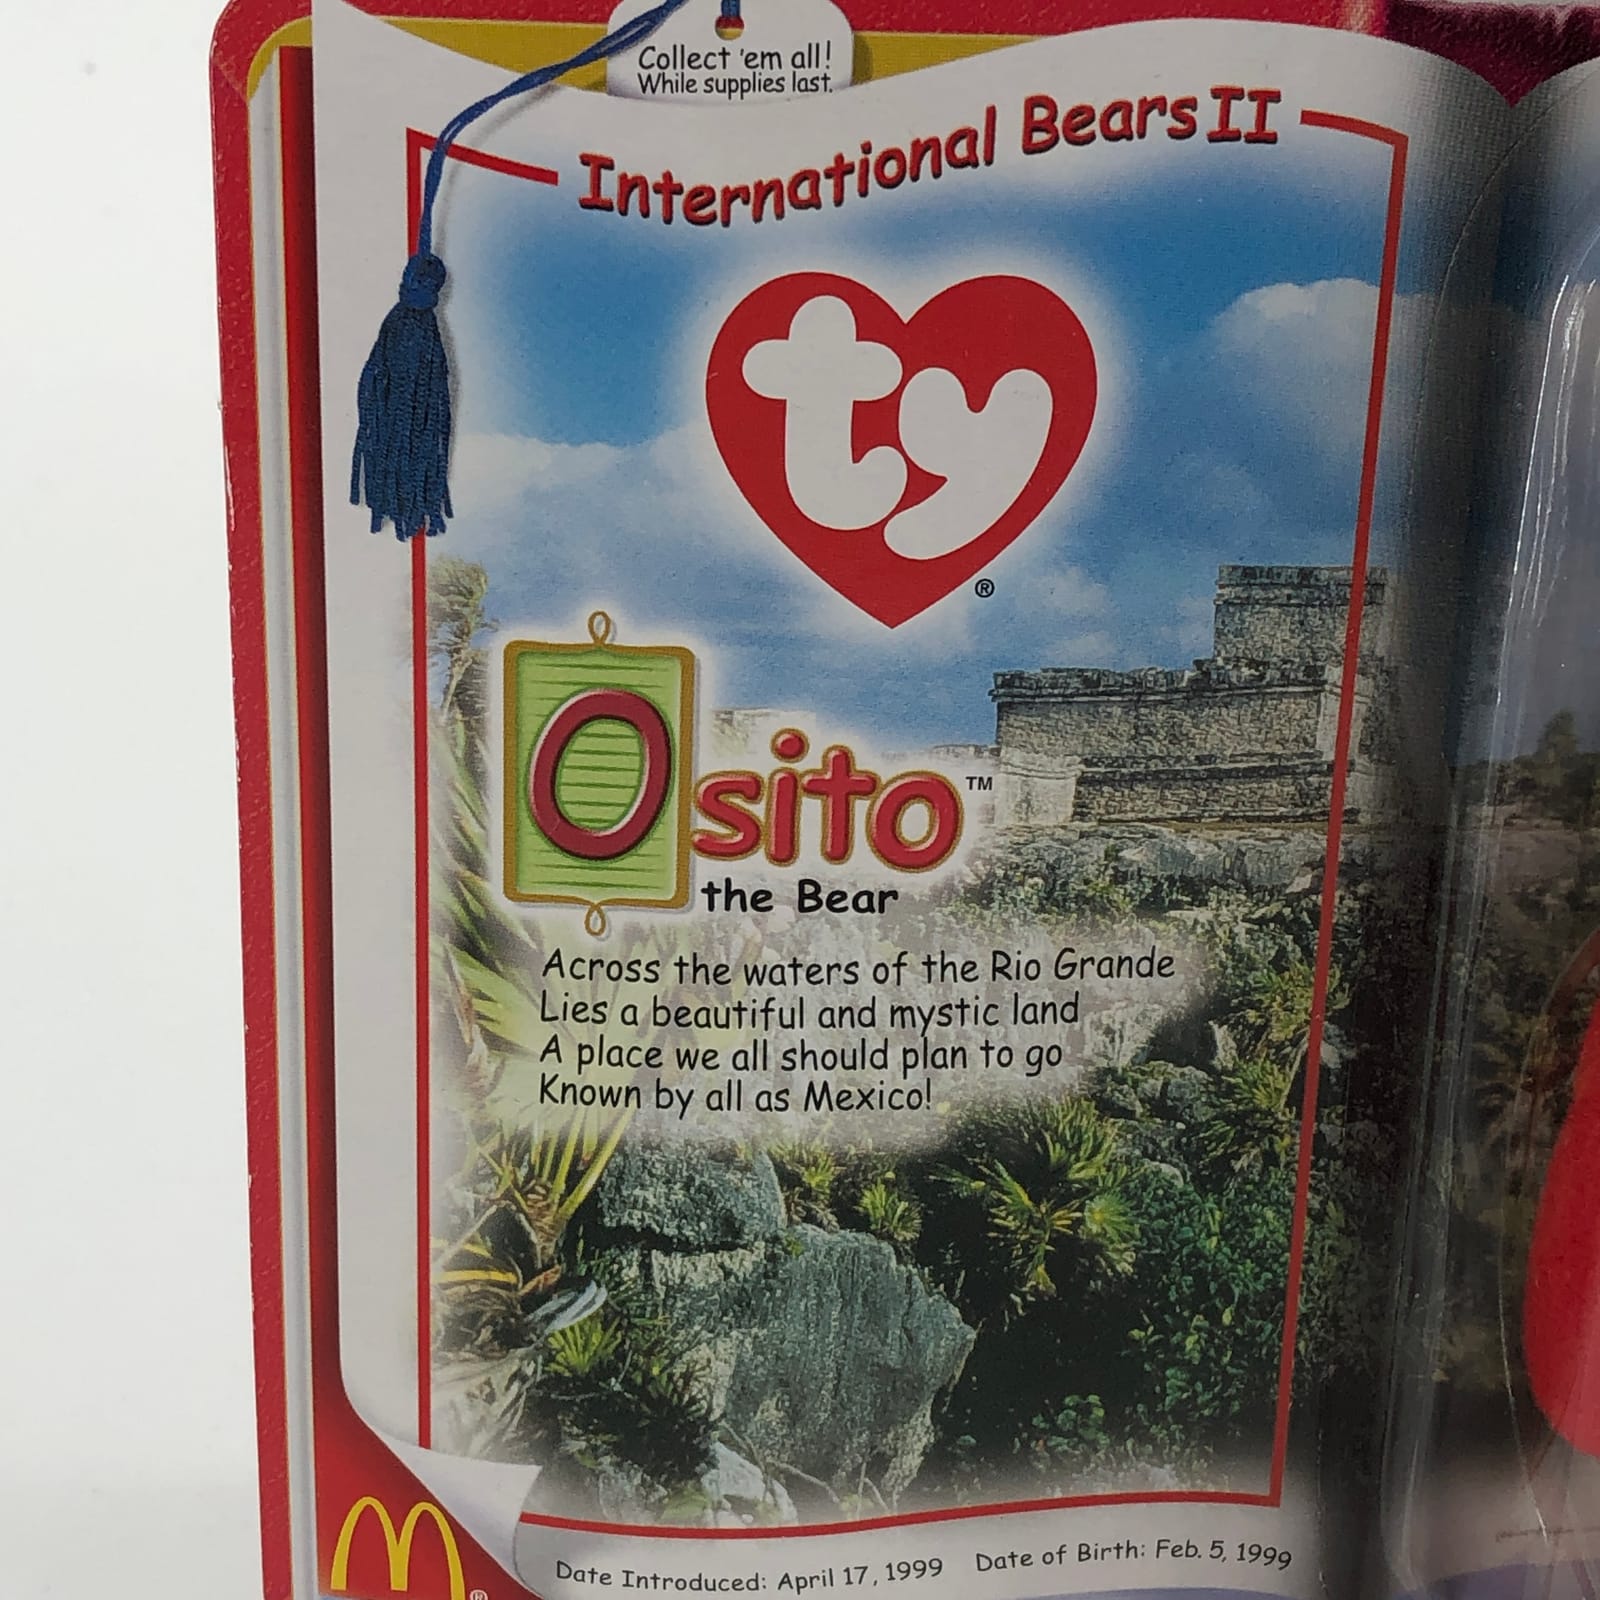 Collect 'em all!
While supplies last.
International Bears II
ty
®
Osito™
the Bear
Across the waters of the Rio Grande
Lies a beautiful and mystic land
A place we all should plan to go
Known by all as Mexico!
Date Introduced: April 17, 1999 Date of Birth: Feb. 5, 1999
®